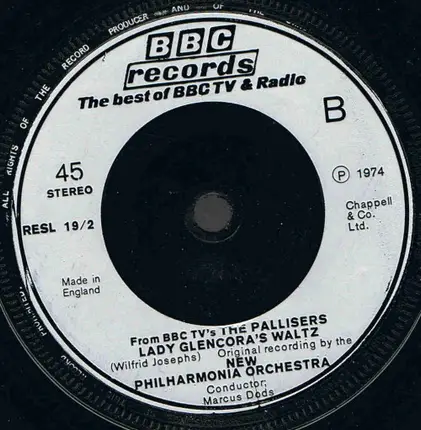 ALL RIGHTS OF THE RECORD PRODUCER AND OF THE
BBC
records
The best of BBC TV & Radio
B
45
STEREO
RESL 19/2
Made in
England
Ⓟ 1974
Chappell
& Co.
Ltd.
From BBC TV's THE PALLISERS
LADY GLENCORA'S WALTZ
(Wilfrid Josephs) Original recording by the
NEW
PHILHARMONIA ORCHESTRA
Conductor:
Marcus Dods